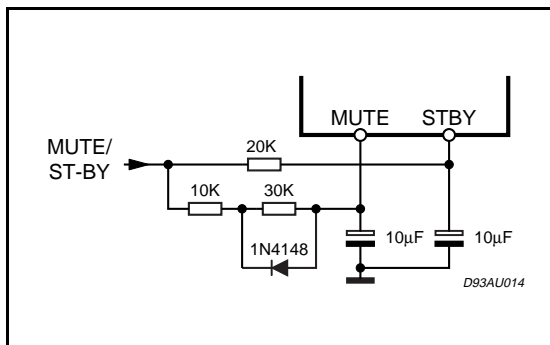 MUTE STBY
MUTE/
ST-BY
20K
10K 30K
1N4148
10µF 10µF
D93AU014